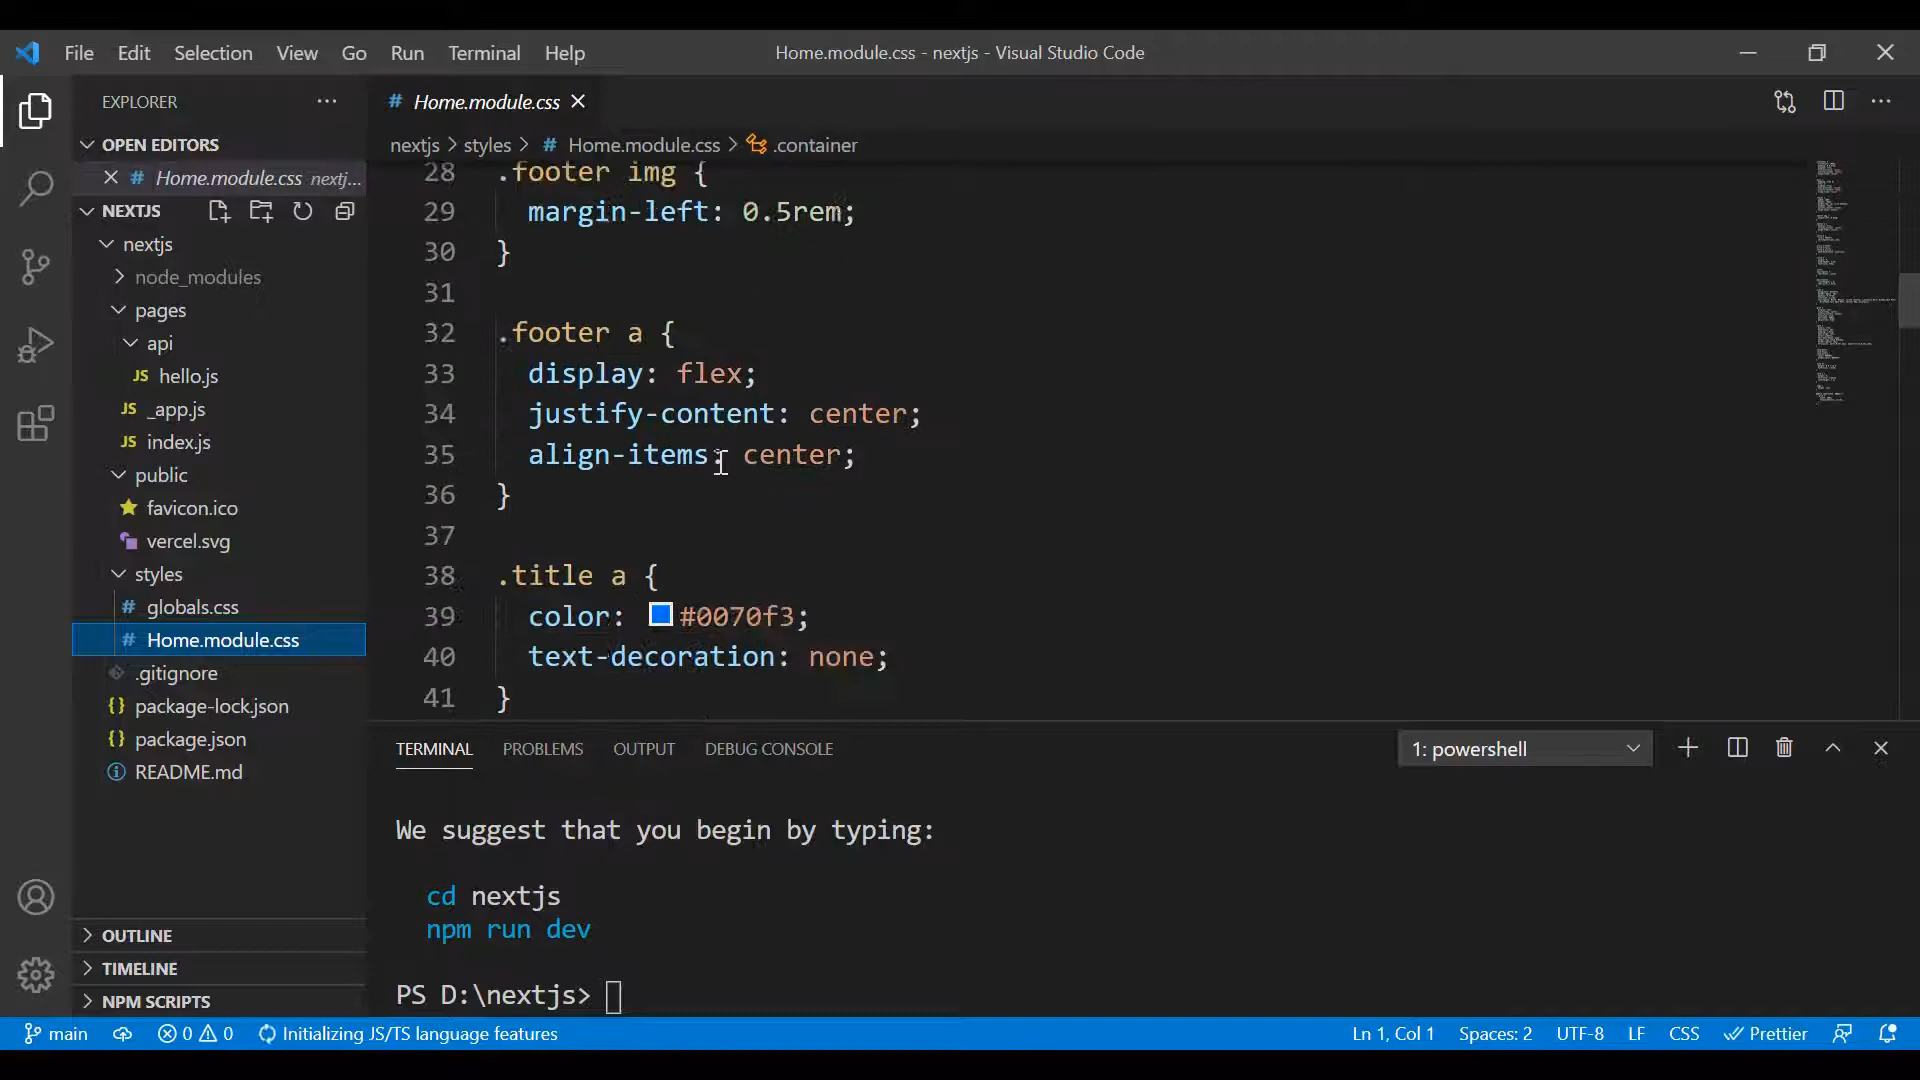 File Edit Selection View Go Run Terminal Help
Home.module.css - nextjs - Visual Studio Code
EXPLORER
OPEN EDITORS
Home.module.css nextj...
NEXTJS
nextjs
node_modules
pages
api
JS hello.js
JS _app.js
JS index.js
public
favicon.ico
vercel.svg
styles
# globals.css
# Home.module.css
.gitignore
{} package-lock.json
{} package.json
README.md
OUTLINE
TIMELINE
NPM SCRIPTS
# Home.module.css
nextjs > styles > # Home.module.css > .container
28 .footer img {
29 margin-left: 0.5rem;
30 }
31
32 .footer a {
33 display: flex;
34 justify-content: center;
35 align-items: center;
36 }
37
38 .title a {
39 color: #0070f3;
40 text-decoration: none;
41 }
TERMINAL PROBLEMS OUTPUT DEBUG CONSOLE
1: powershell
We suggest that you begin by typing:
cd nextjs
npm run dev
PS D:\nextjs>
main 0 0 Initializing JS/TS language features
Ln 1, Col 1 Spaces: 2 UTF-8 LF CSS Prettier